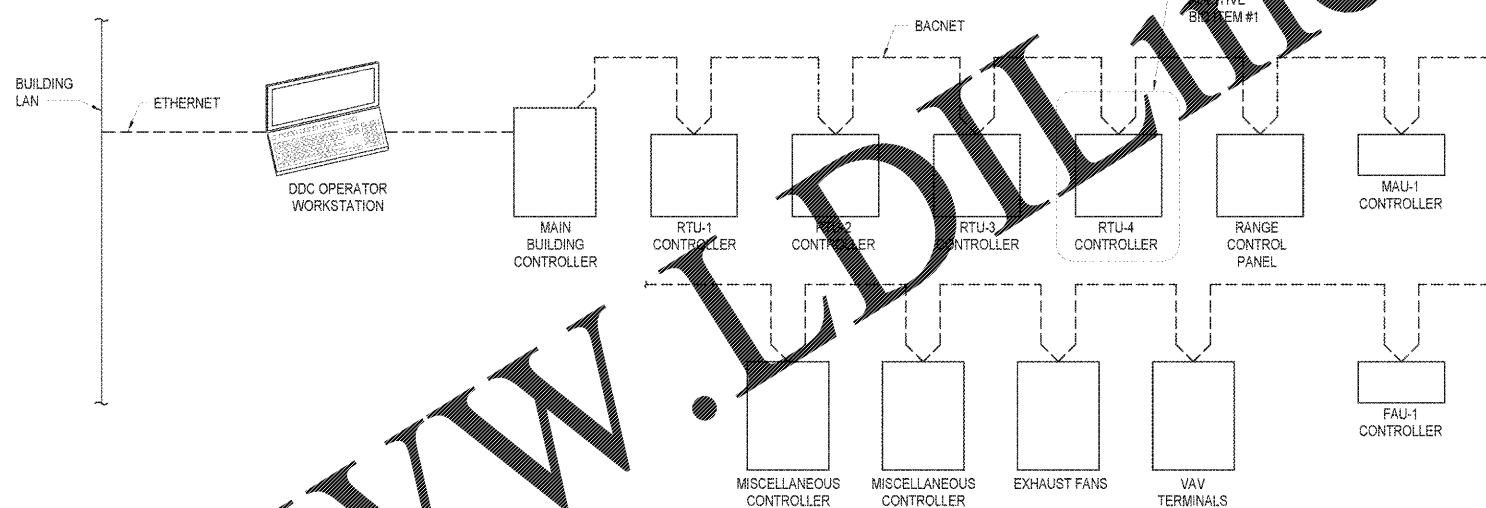 BID ITEM #1
BACNET
BUILDING
LAN
ETHERNET
DDC OPERATOR
WORKSTATION
MAIN
BUILDING
CONTROLLER
RTU-1
CONTROLLER
RTU-2
CONTROLLER
RTU-3
CONTROLLER
RTU-4
CONTROLLER
RANGE
CONTROL
PANEL
MAU-1
CONTROLLER
MISCELLANEOUS
CONTROLLER
MISCELLANEOUS
CONTROLLER
EXHAUST FANS
VAV
TERMINALS
FAU-1
CONTROLLER